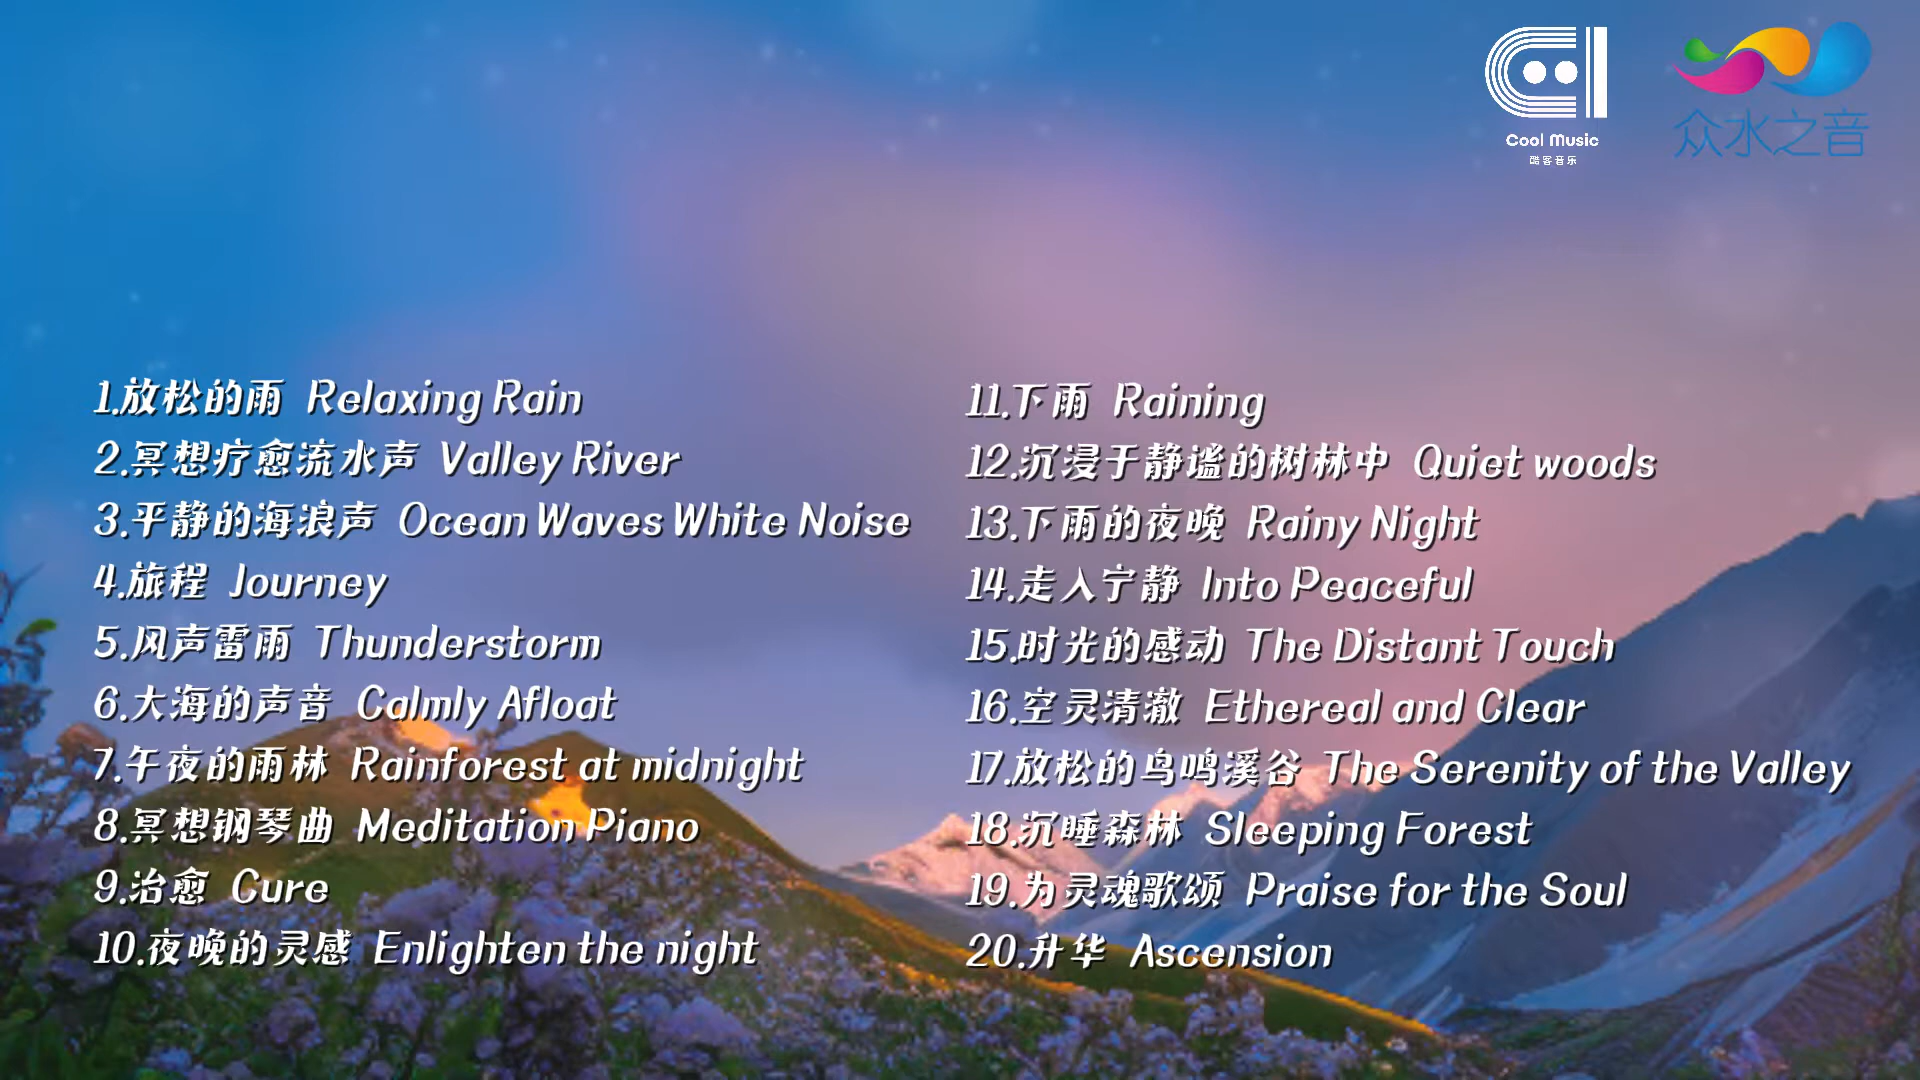 Cool Music
酷客音乐
众水之音
1.放松的雨 Relaxing Rain
2.冥想疗愈流水声 Valley River
3.平静的海浪声 Ocean Waves White Noise
4.旅程 Journey
5.风声雷雨 Thunderstorm
6.大海的声音 Calmly Afloat
7.午夜的雨林 Rainforest at midnight
8.冥想钢琴曲 Meditation Piano
9.治愈 Cure
10.夜晚的灵感 Enlighten the night
11.下雨 Raining
12.沉浸于静谧的树林中 Quiet woods
13.下雨的夜晚 Rainy Night
14.走入宁静 Into Peaceful
15.时光的感动 The Distant Touch
16.空灵清澈 Ethereal and Clear
17.放松的鸟鸣溪谷 The Serenity of the Valley
18.沉睡森林 Sleeping Forest
19.为灵魂歌颂 Praise for the Soul
20.升华 Ascension